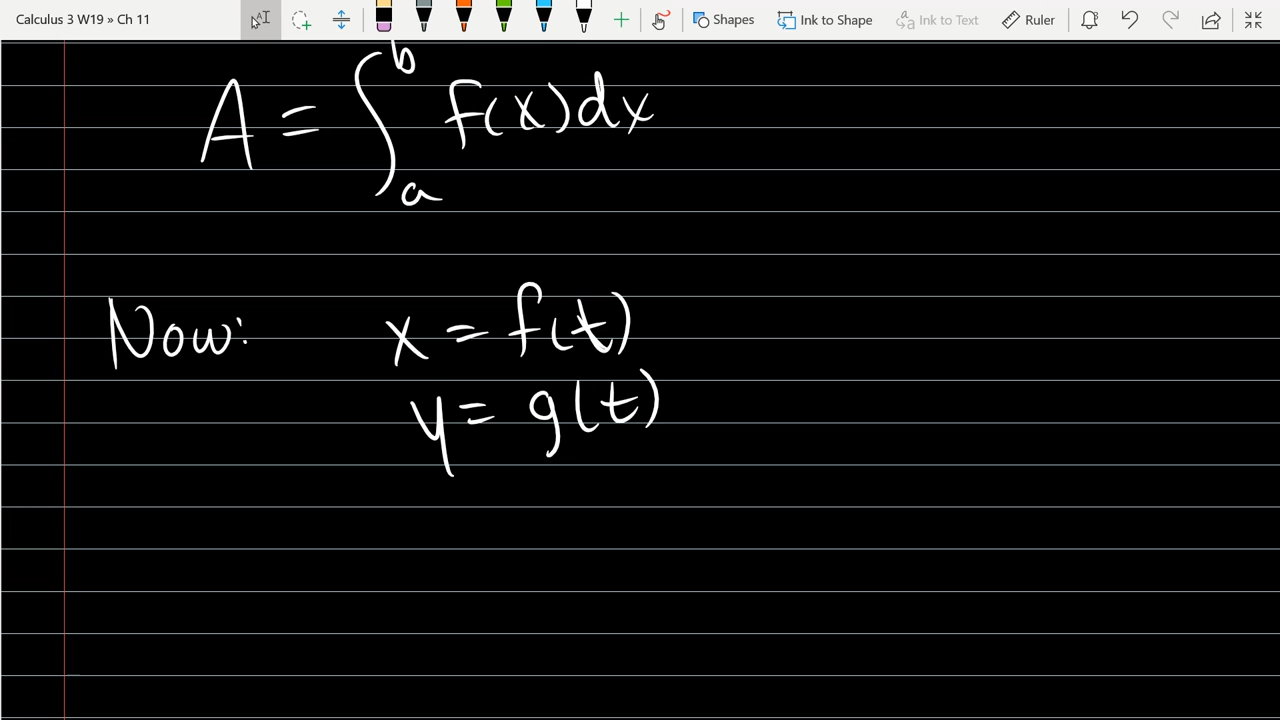 Calculus 3 W19 » Ch 11
Shapes
Ink to Shape
Ink to Text
Ruler
A = ∫_a^b f(x)dx
Now: x = f(t)
y = g(t)